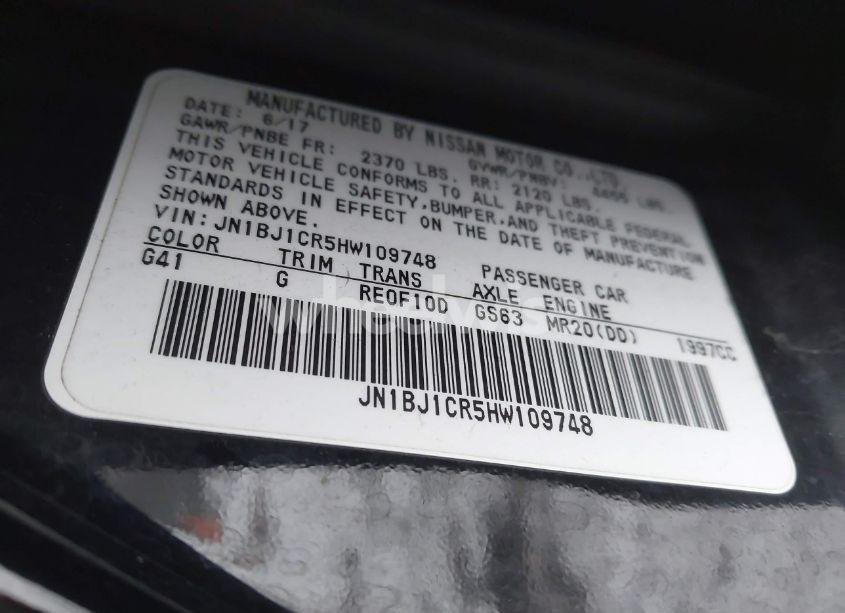 MANUFACTURED BY NISSAN MOTOR CO.,LTD.
DATE: 6/17 GVWR/PNBV: LBS.
GAWR/PNBE FR: 2370 LBS. RR: 2120 LBS.
THIS VEHICLE CONFORMS TO ALL APPLICABLE FEDERAL
MOTOR VEHICLE SAFETY,BUMPER,AND THEFT PREVENTION
STANDARDS IN EFFECT ON THE DATE OF MANUFACTURE
SHOWN ABOVE.
VIN:JN1BJ1CR5HW109748 PASSENGER CAR
COLOR TRIM TRANS AXLE ENGINE
G41 G RE0F10D GS63 MR20(DD) 1997CC
JN1BJ1CR5HW109748